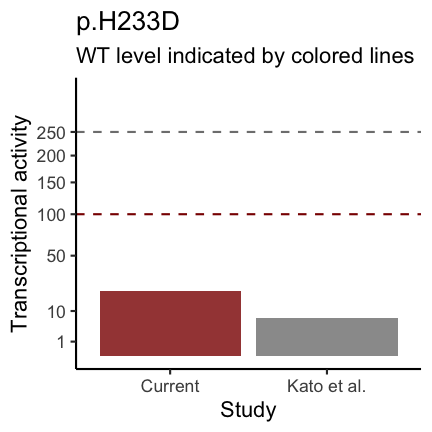 p.H233D
WT level indicated by colored lines
Transcriptional activity
250
200
150
100
50
10
1
Current
Kato et al.
Study